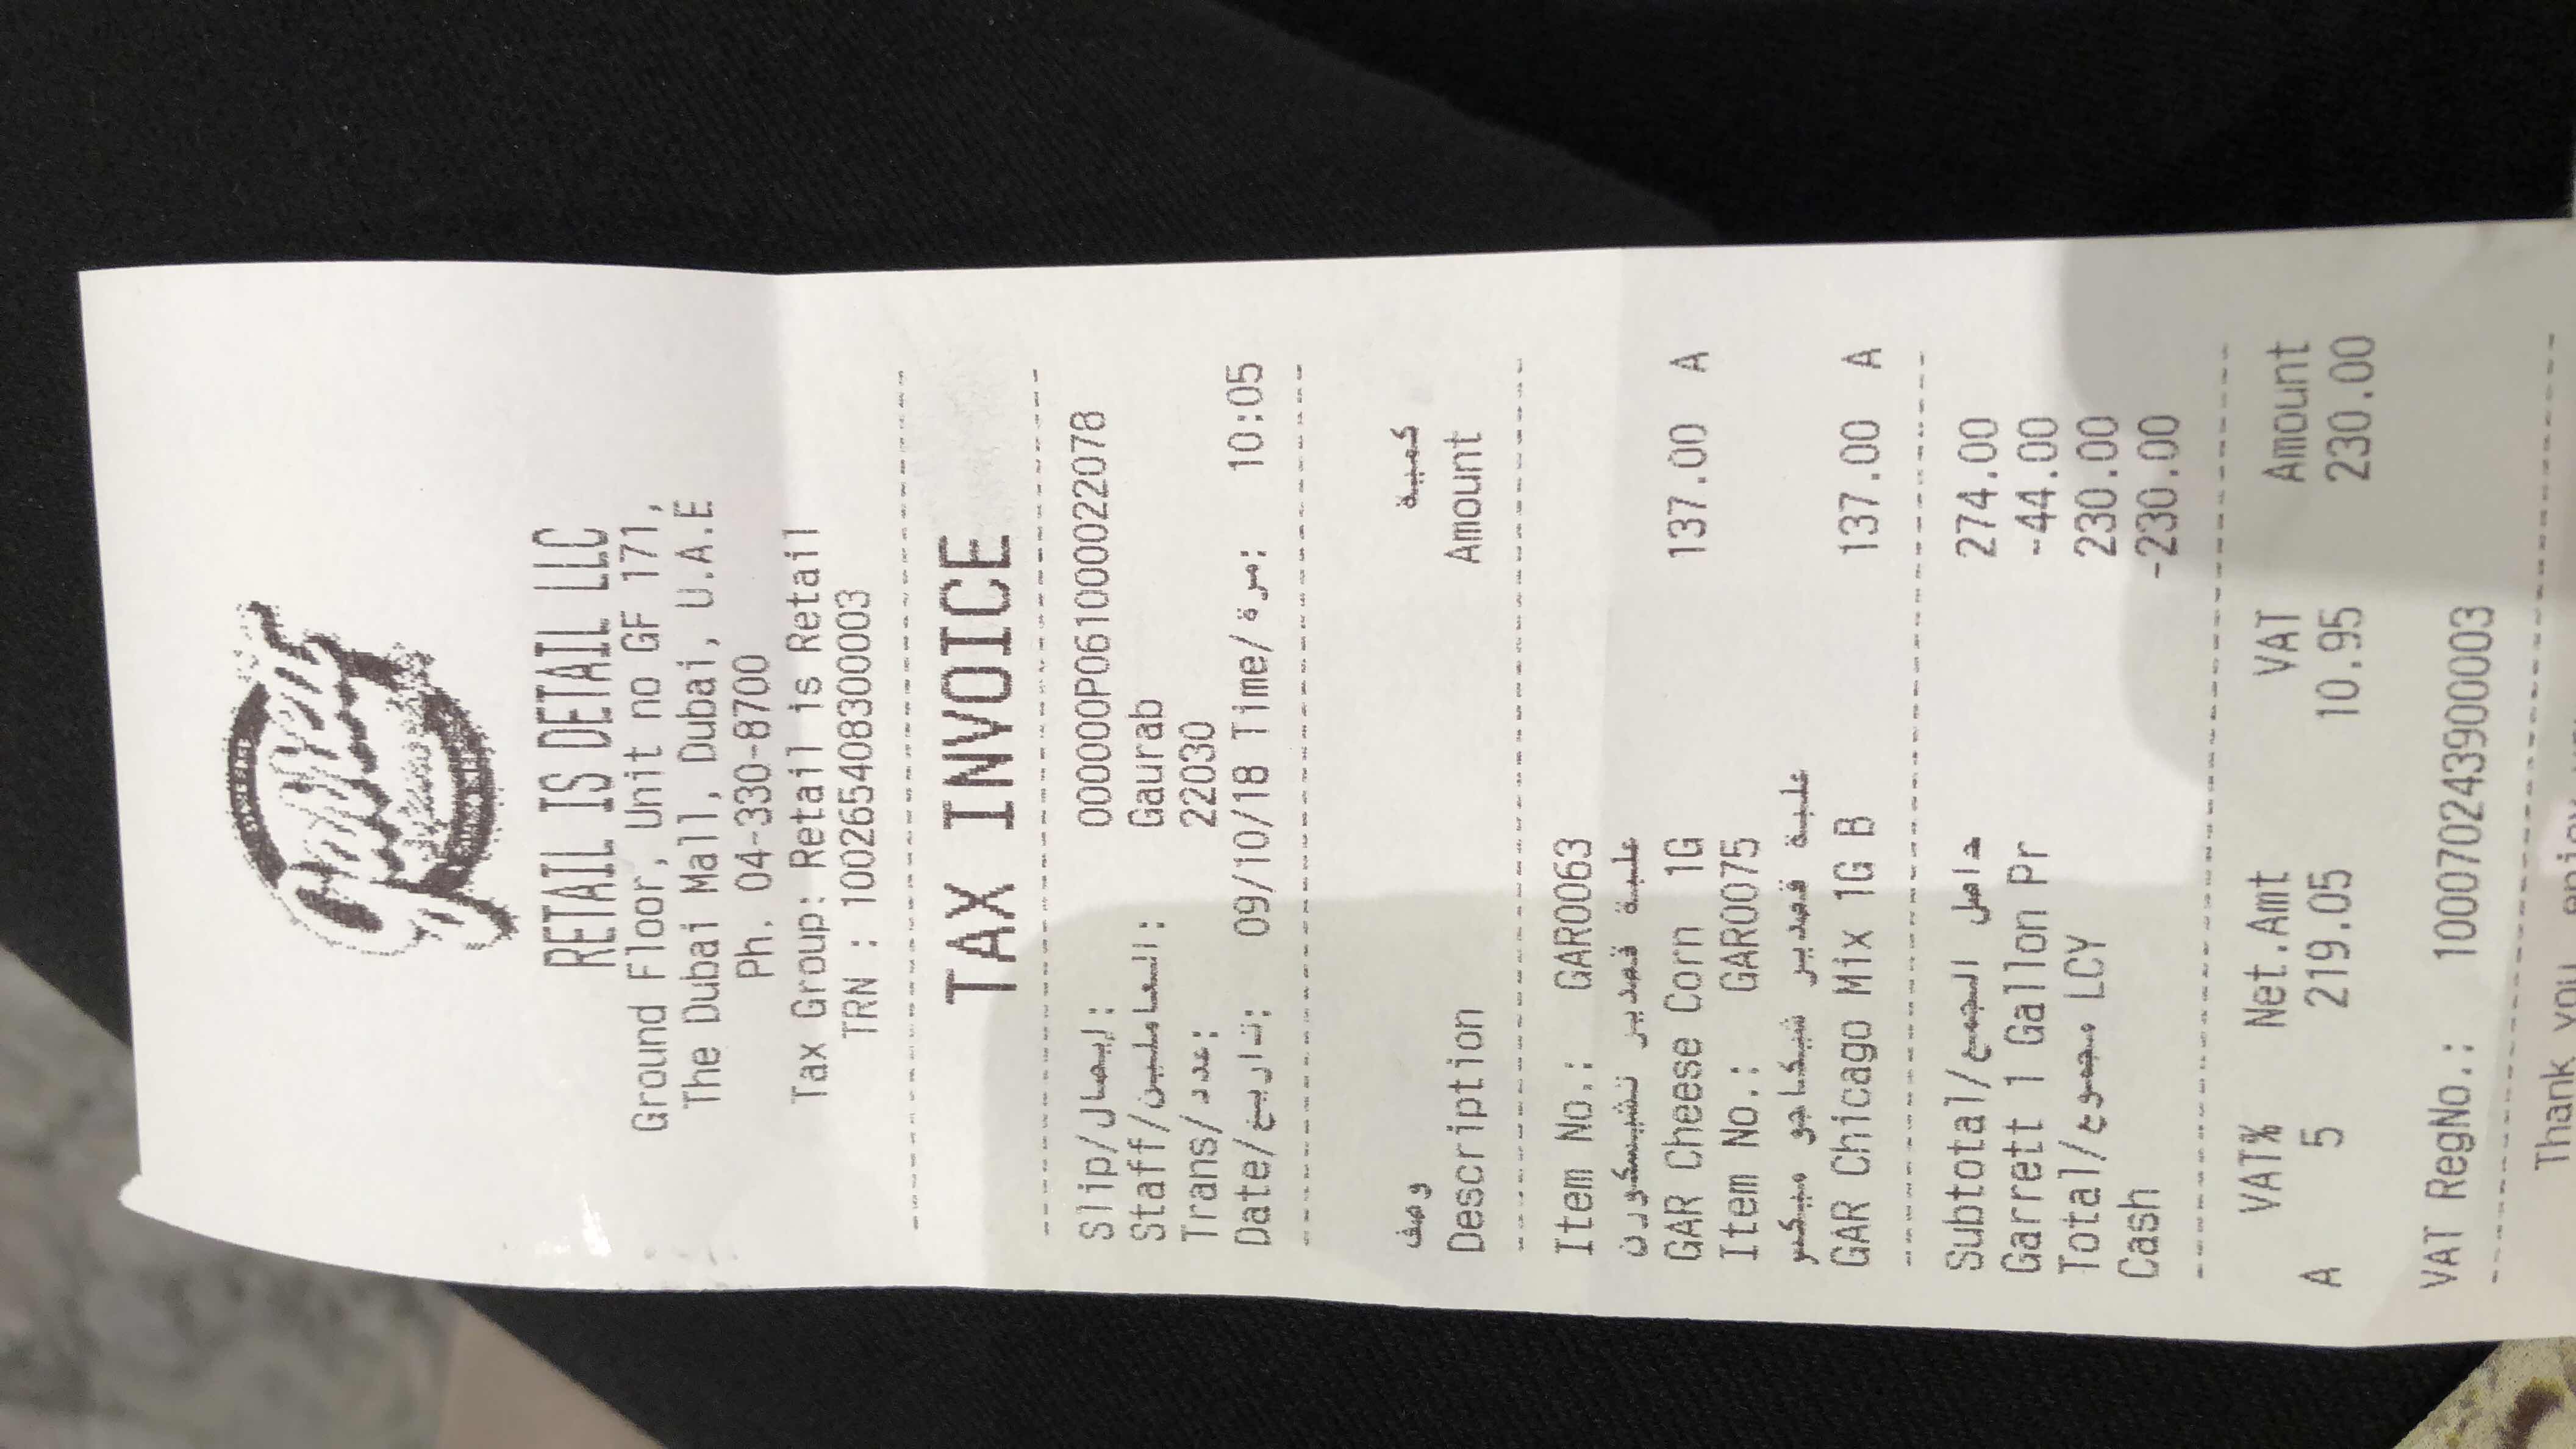 Garrett
RETAIL IS DETAIL LLC
Ground Floor, Unit no GF 171,
The Dubai Mall, Dubai, U.A.E
Ph. 04-330-8700
Tax Group: Retail is Retail
TRN : 100265408300003
TAX INVOICE
Slip/إيصال: 000000P061000022078
Staff/العاملين: Gaurab
Trans/عدد: 22030
Date/تاريخ: 09/10/18 Time/مرة: 10:05
وصف كمية
Description Amount
Item No.: GAR0063
علبة قصدير تشيسكورن
GAR Cheese Corn 1G 137.00 A
Item No.: GAR0075
علبة قصدير شيكاجو ميكس
GAR Chicago Mix 1G B 137.00 A
Subtotal/حاصل الجمع 274.00
Garrett 1 Gallon Pr -44.00
Total/مجموع LCY 230.00
Cash -230.00
VAT% Net.Amt VAT Amount
A 5 219.05 10.95 230.00
VAT RegNo.: 100070243900003
Thank you enjoy